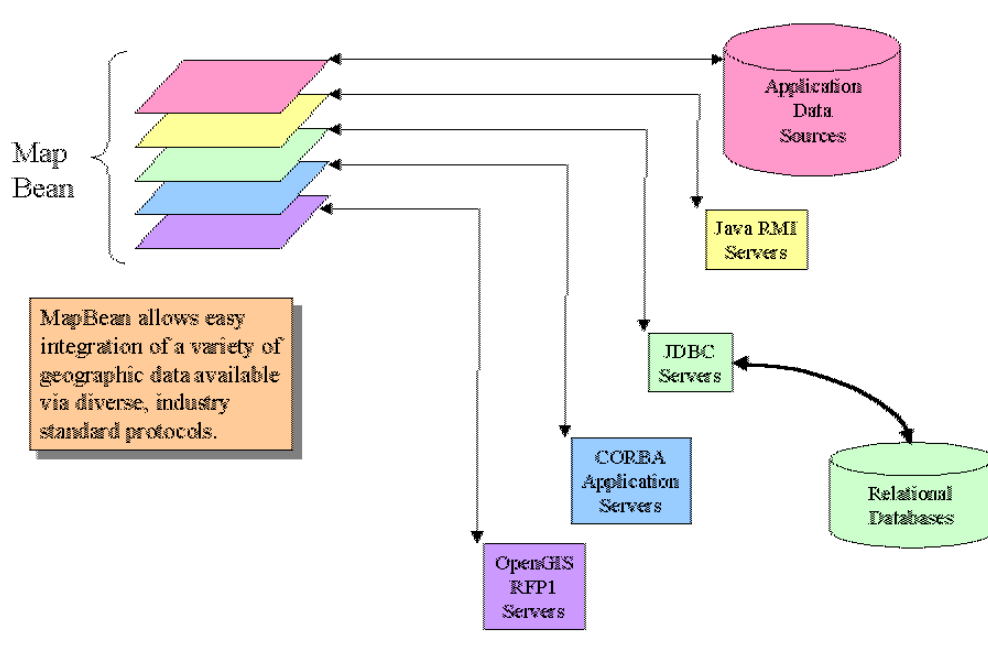 Application
Data
Sources
Map
Bean
Java RMI
Servers
MapBean allows easy
integration of a variety of
geographic data available
via diverse, industry
standard protocols.
JDBC
Servers
CORBA
Application
Servers
Relational
Databases
OpenGIS
RFP1
Servers